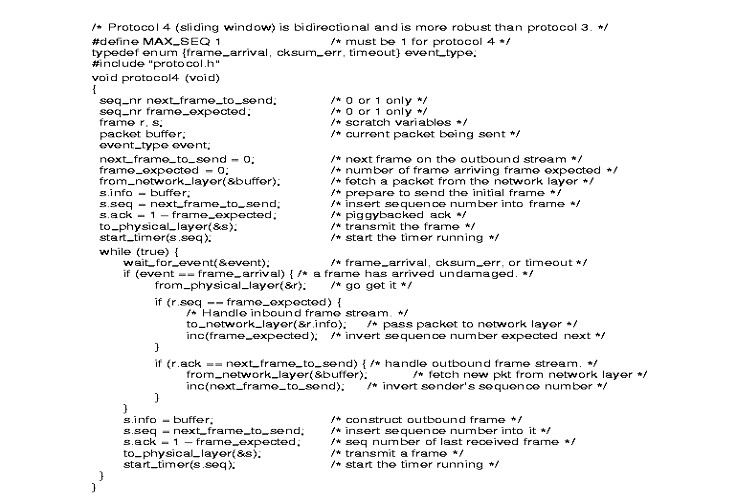 /* Protocol 4 (sliding window) is bidirectional and is more robust than protocol 3. */
#define MAX_SEQ 1 /* must be 1 for protocol 4 */
typedef enum {frame_arrival, cksum_err, timeout} event_type;
#include "protocol.h"
void protocol4 (void)
{
seq_nr next_frame_to_send; /* 0 or 1 only */
seq_nr frame_expected; /* 0 or 1 only */
frame r, s; /* scratch variables */
packet buffer; /* current packet being sent */
event_type event;
next_frame_to_send = 0; /* next frame on the outbound stream */
frame_expected = 0; /* number of frame arriving frame expected */
from_network_layer(&buffer); /* fetch a packet from the network layer */
s.info = buffer; /* prepare to send the initial frame */
s.seq = next_frame_to_send; /* insert sequence number into frame */
s.ack = 1 – frame_expected; /* piggybacked ack */
to_physical_layer(&s); /* transmit the frame */
start_timer(s.seq); /* start the timer running */
while (true) {
wait_for_event(&event); /* frame_arrival, cksum_err, or timeout */
if (event == frame_arrival) { /* a frame has arrived undamaged. */
from_physical_layer(&r); /* go get it */
if (r.seq == frame_expected) {
/* Handle inbound frame stream. */
to_network_layer(&r.info); /* pass packet to network layer */
inc(frame_expected); /* invert sequence number expected next */
}
if (r.ack == next_frame_to_send) { /* handle outbound frame stream. */
from_network_layer(&buffer); /* fetch new pkt from network layer */
inc(next_frame_to_send); /* invert sender's sequence number */
}
}
s.info = buffer; /* construct outbound frame */
s.seq = next_frame_to_send; /* insert sequence number into it */
s.ack = 1 – frame_expected; /* seq number of last received frame */
to_physical_layer(&s); /* transmit a frame */
start_timer(s.seq); /* start the timer running */
}
}